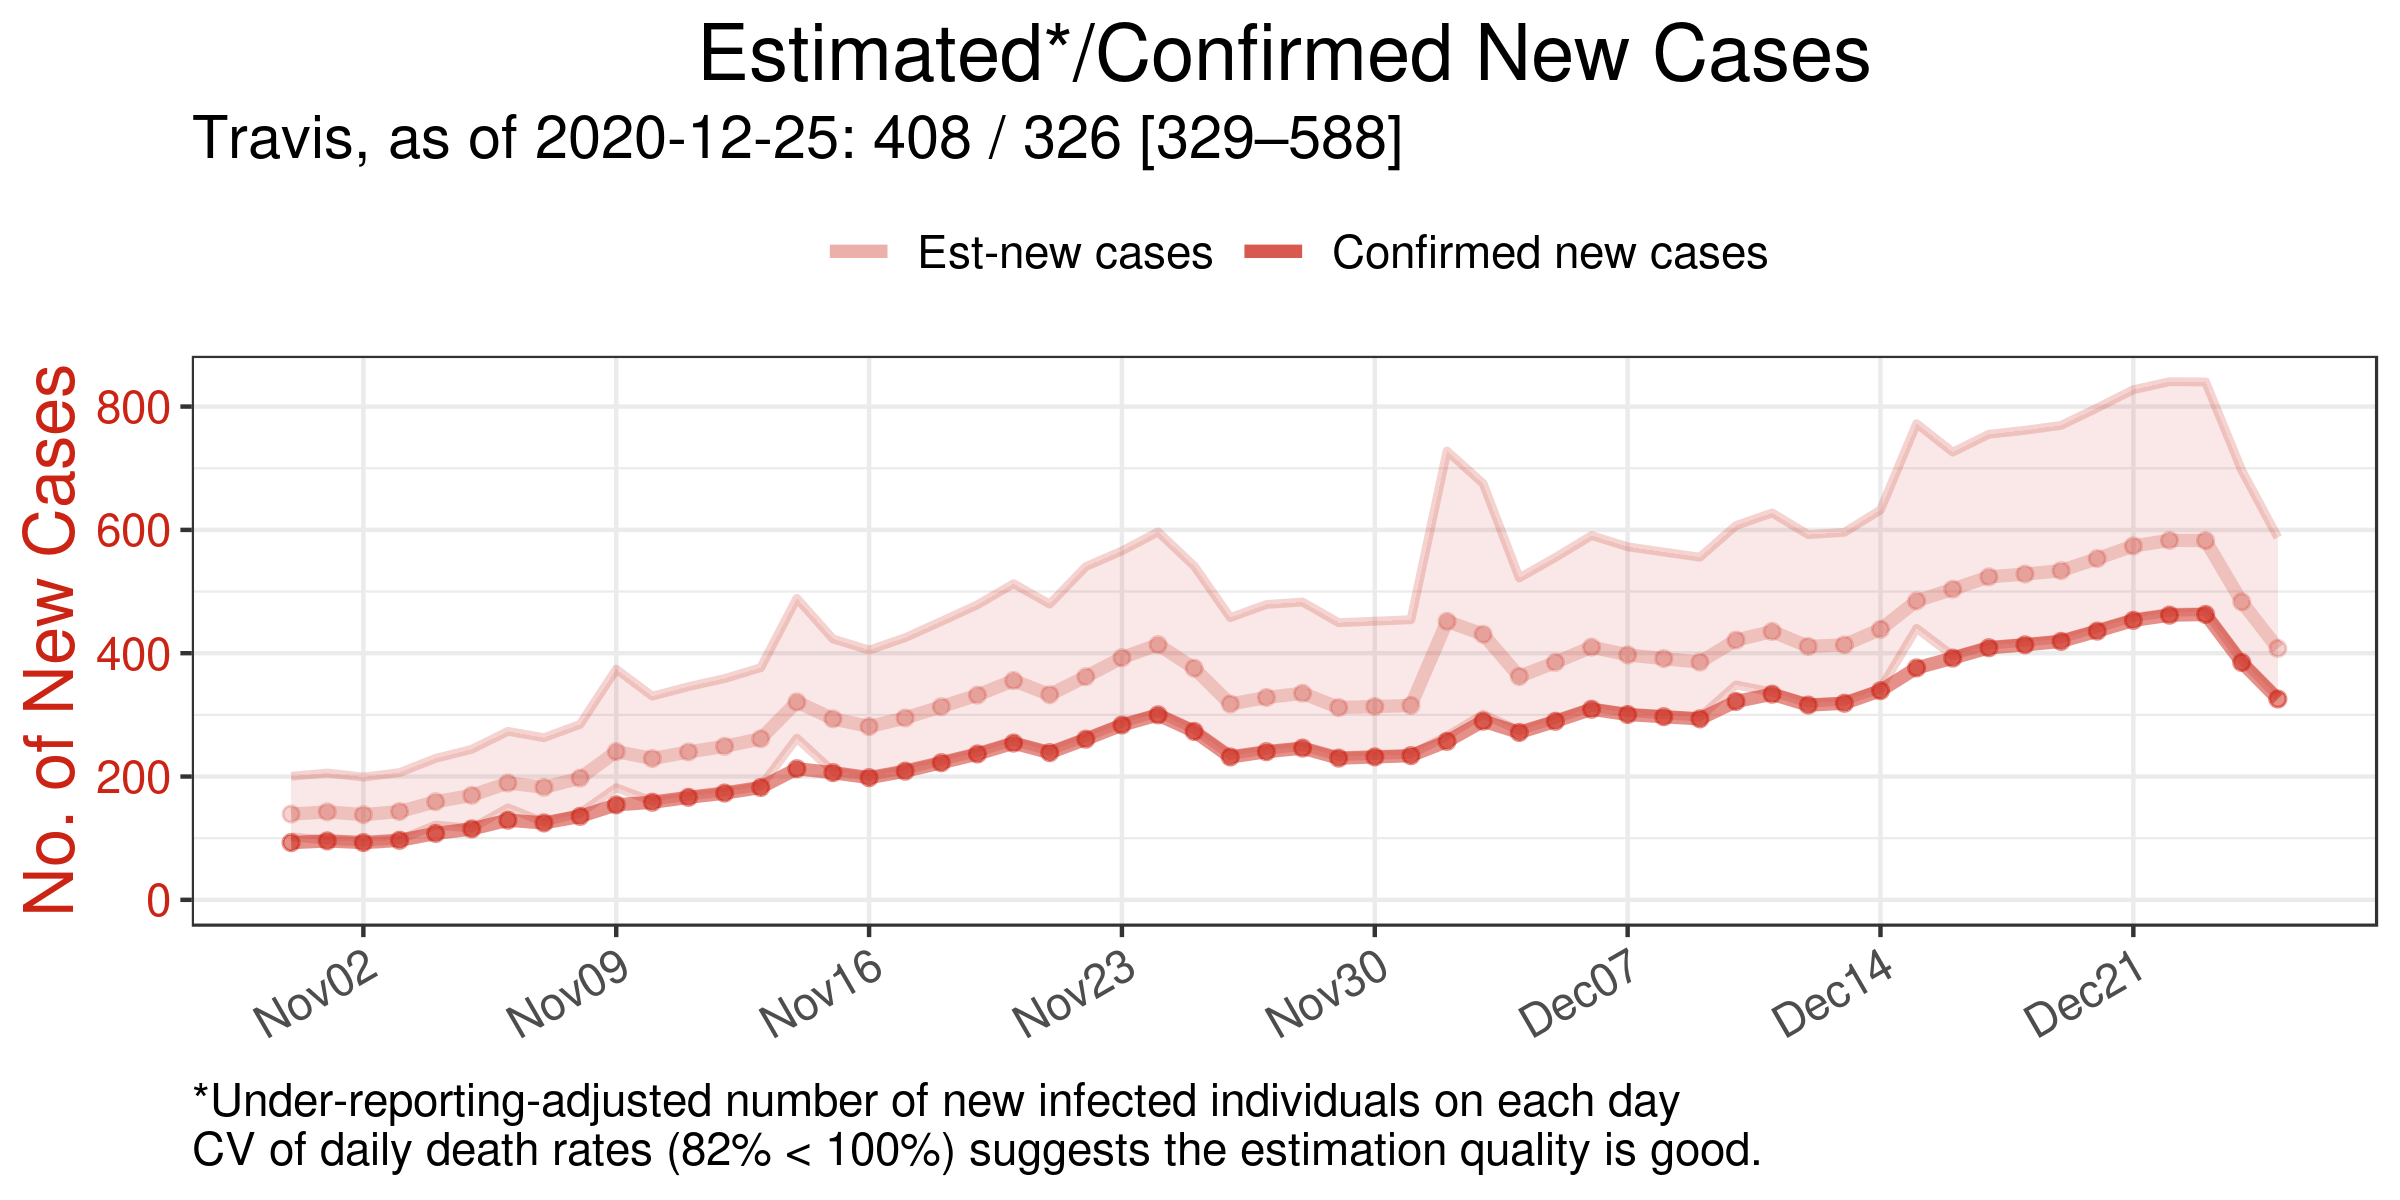 Estimated*/Confirmed New Cases
Travis, as of 2020-12-25: 408 / 326 [329–588]
Est-new cases
Confirmed new cases
No. of New Cases
800
600
400
200
0
Nov02
Nov09
Nov16
Nov23
Nov30
Dec07
Dec14
Dec21
*Under-reporting-adjusted number of new infected individuals on each day
CV of daily death rates (82% < 100%) suggests the estimation quality is good.